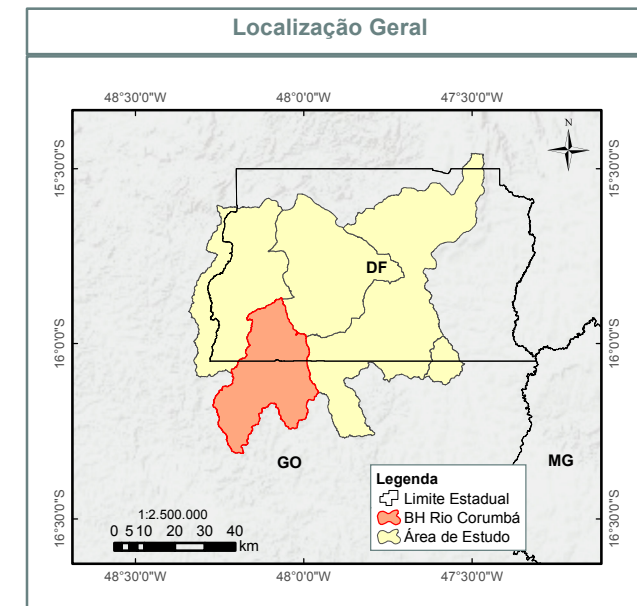 Localização Geral
48°30'0"W 48°0'0"W 47°30'0"W
N
15°30'0"S 15°30'0"S
DF
16°0'0"S 16°0'0"S
GO
MG
Legenda
Limite Estadual
BH Rio Corumbá
Área de Estudo
1:2.500.000
0 5 10 20 30 40
km
16°30'0"S 16°30'0"S
48°30'0"W 48°0'0"W 47°30'0"W